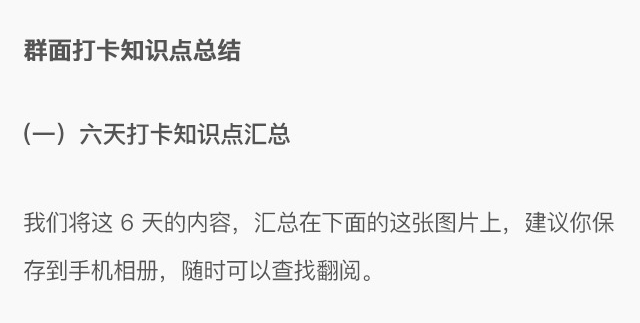 群面打卡知识点总结
(一）六天打卡知识点汇总
我们将这 6 天的内容，汇总在下面的这张图片上，建议你保
存到手机相册，随时可以查找翻阅。